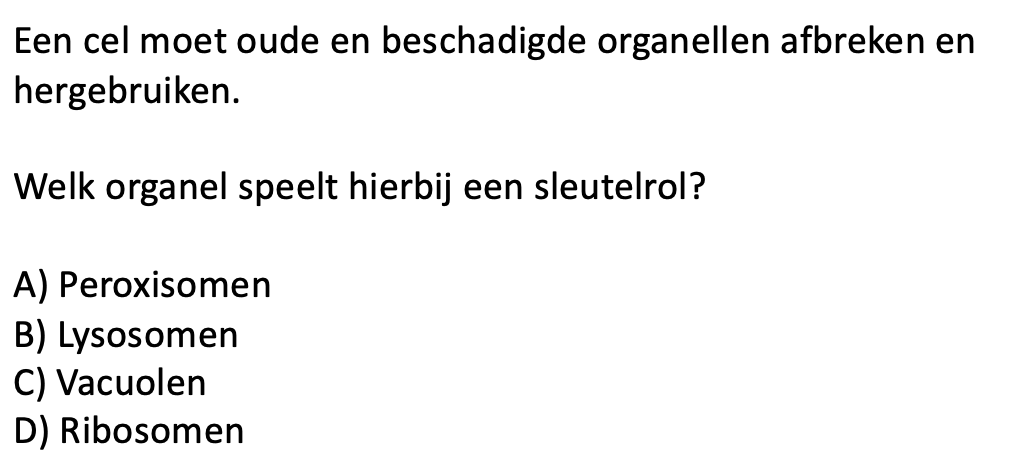 Een cel moet oude en beschadigde organellen afbreken en
hergebruiken.
Welk organel speelt hierbij een sleutelrol?
A) Peroxisomen
B) Lysosomen
C) Vacuolen
D) Ribosomen